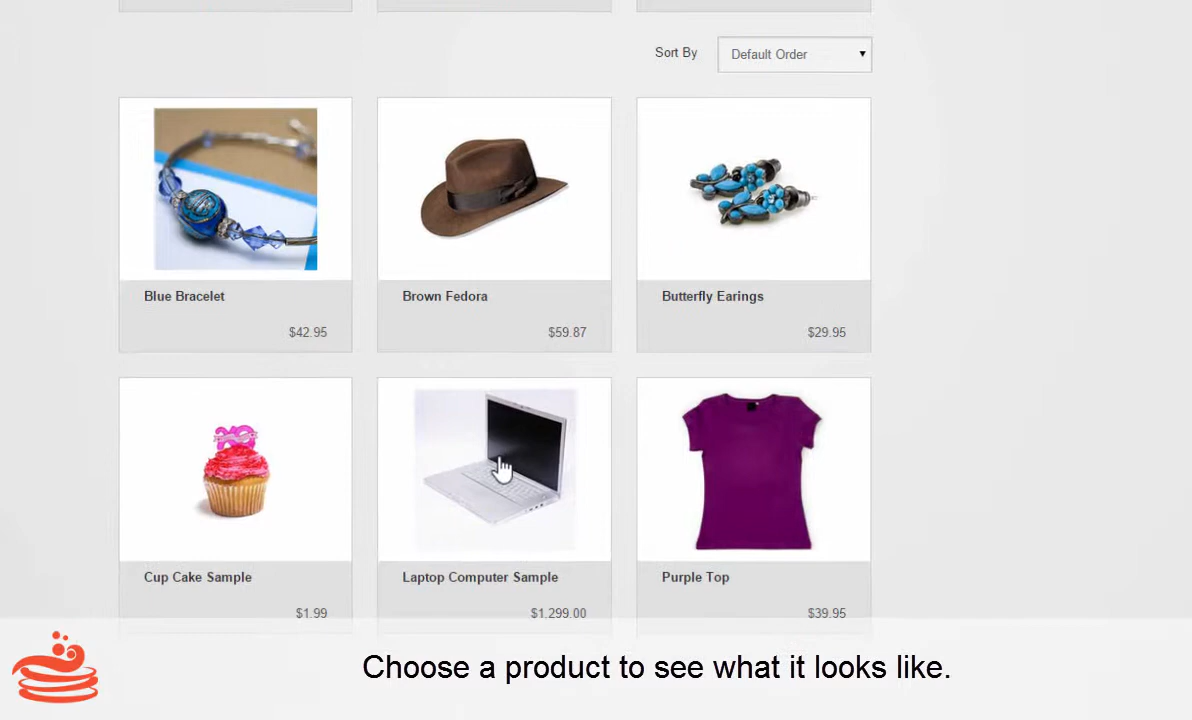 Sort By
Default Order
Blue Bracelet
Brown Fedora
Butterfly Earings
$42.95
$59.87
$29.95
Cup Cake Sample
Laptop Computer Sample
Purple Top
$1.99
$1,299.00
$39.95
Choose a product to see what it looks like.